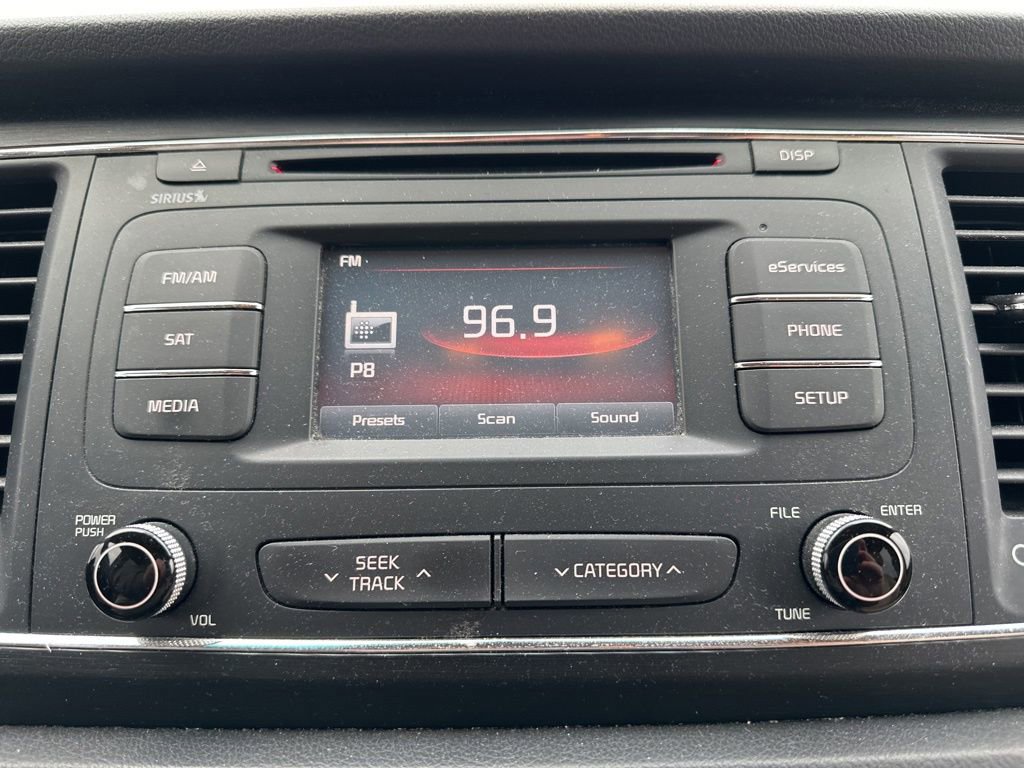 DISP
SIRIUS
FM/AM
SAT
MEDIA
FM
96.9
P8
Presets
Scan
Sound
eServices
PHONE
SETUP
POWER
PUSH
VOL
SEEK
TRACK
CATEGORY
FILE
ENTER
TUNE